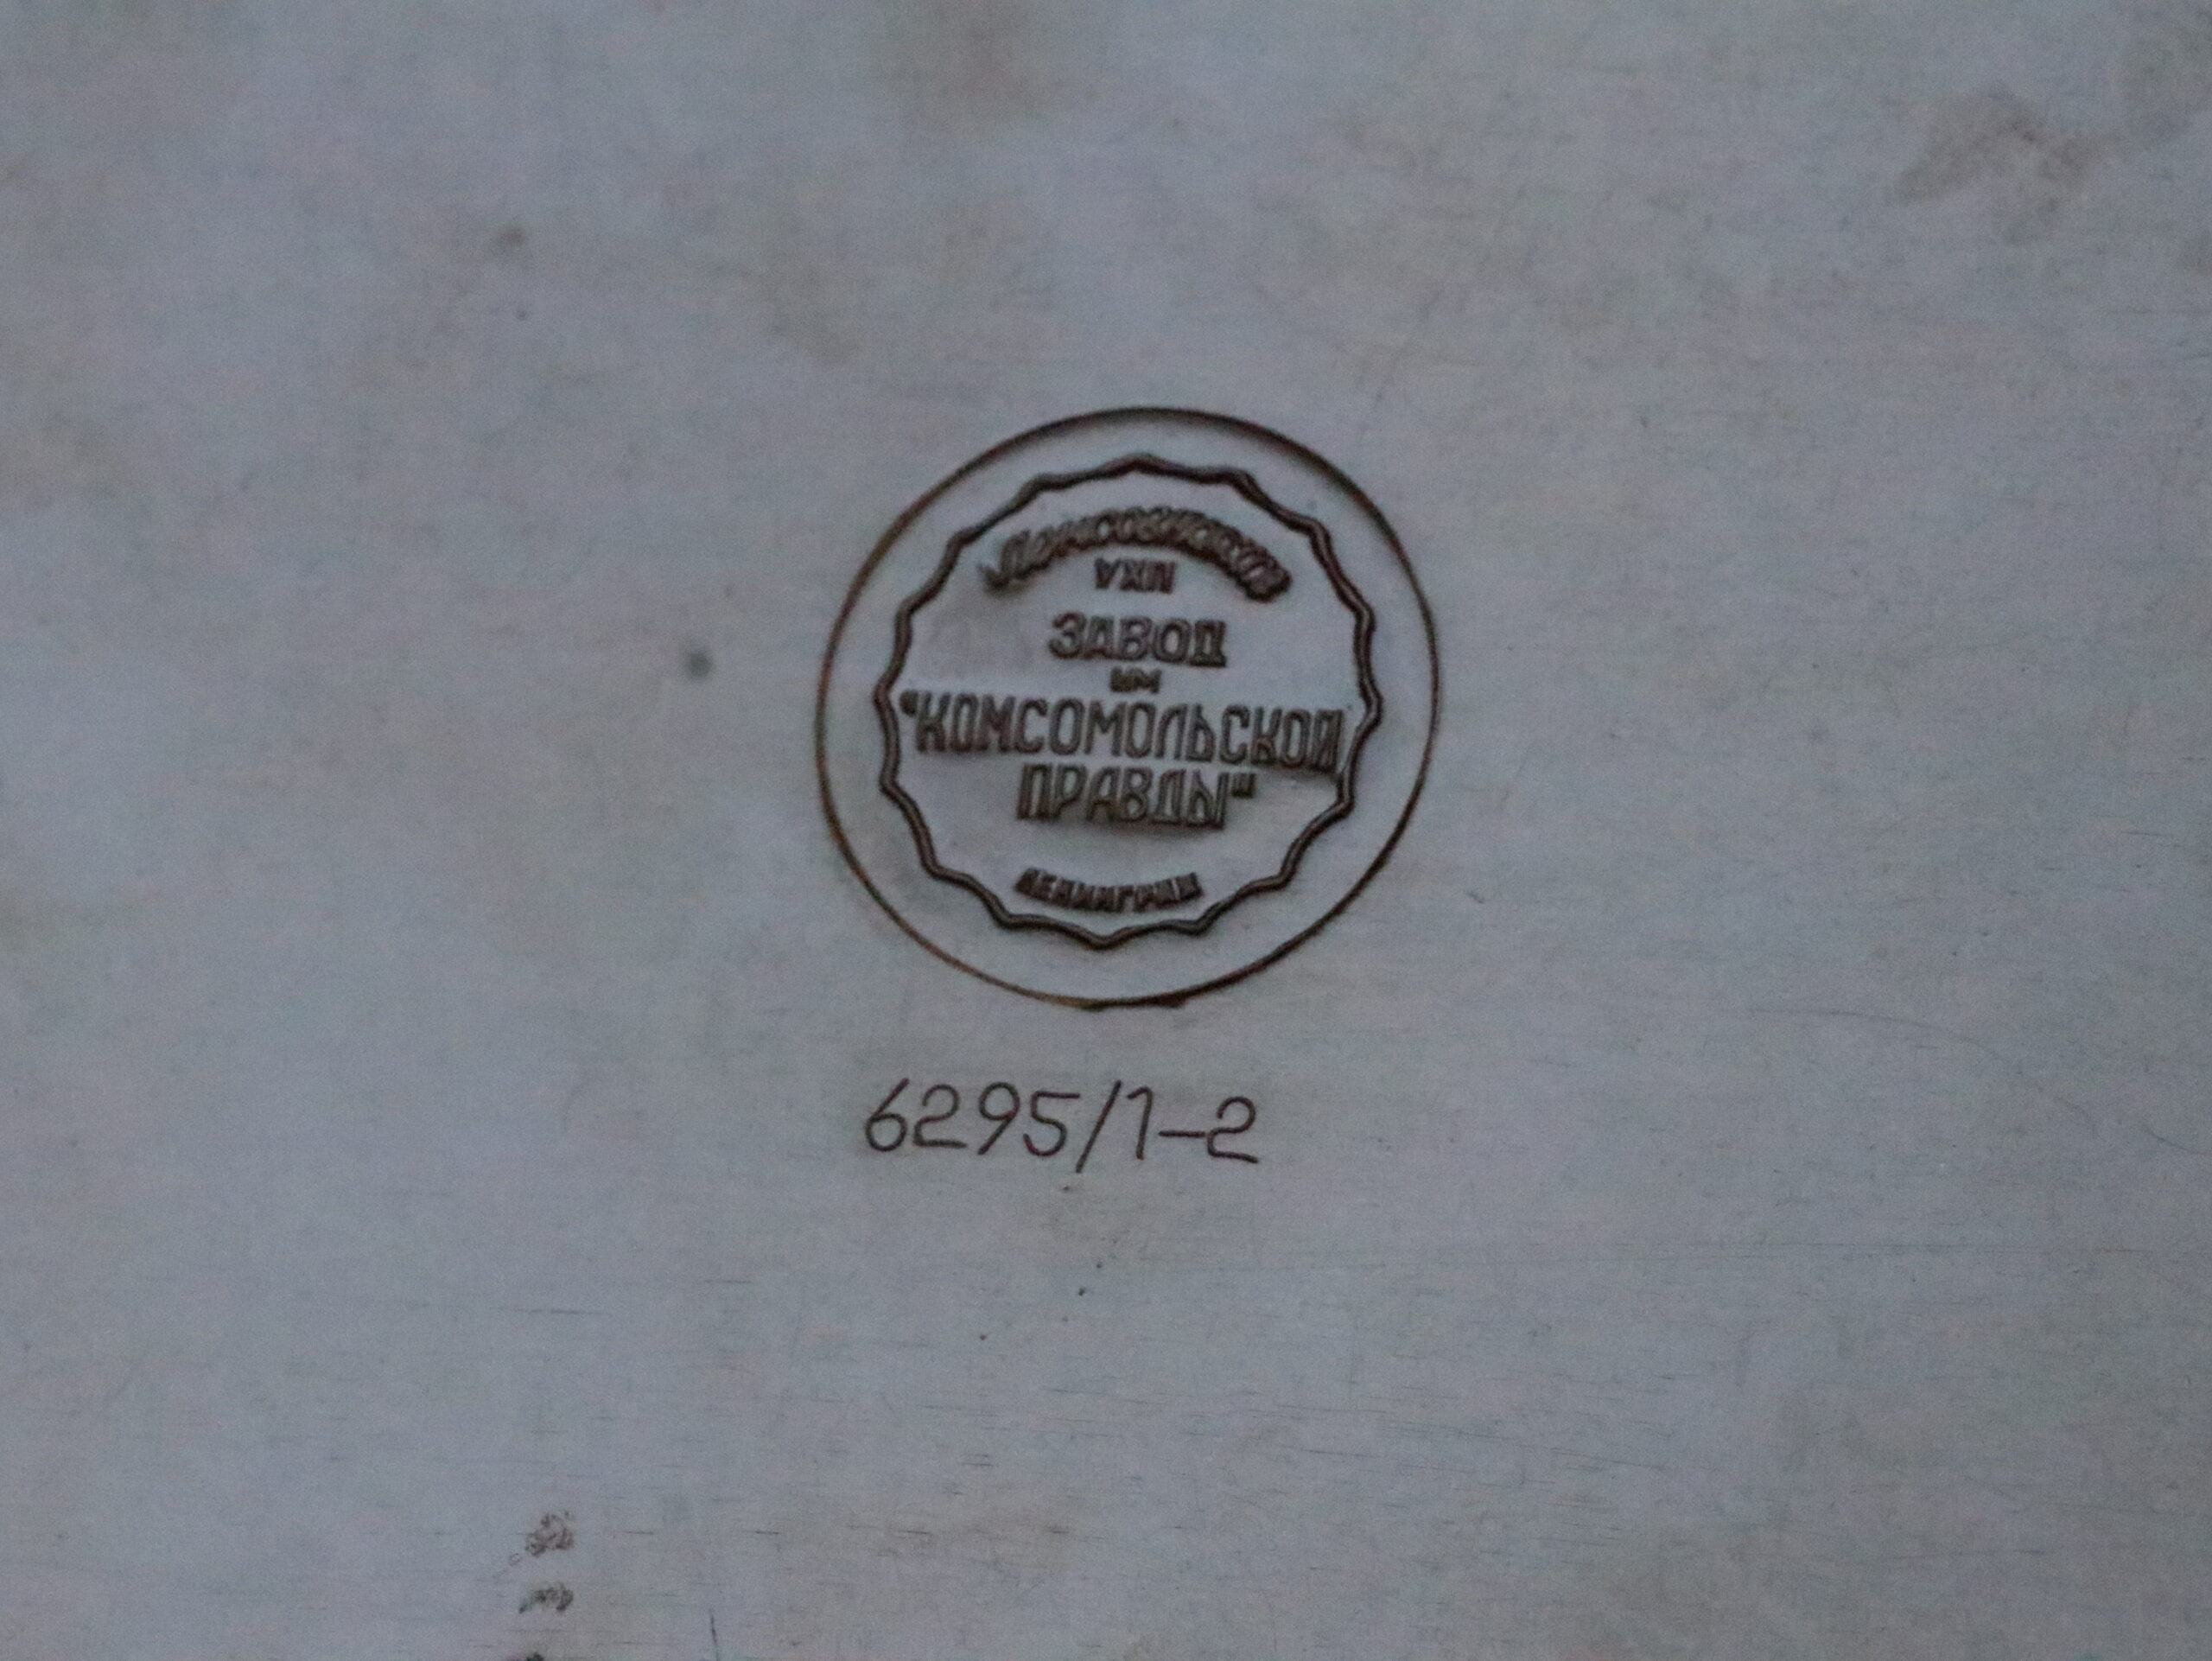 Ленсовнархоз
УХП
ЗАВОД
ИМ
"КОМСОМОЛЬСКОЙ
ПРАВДЫ"
ЛЕНИНГРАД
6295/1-2